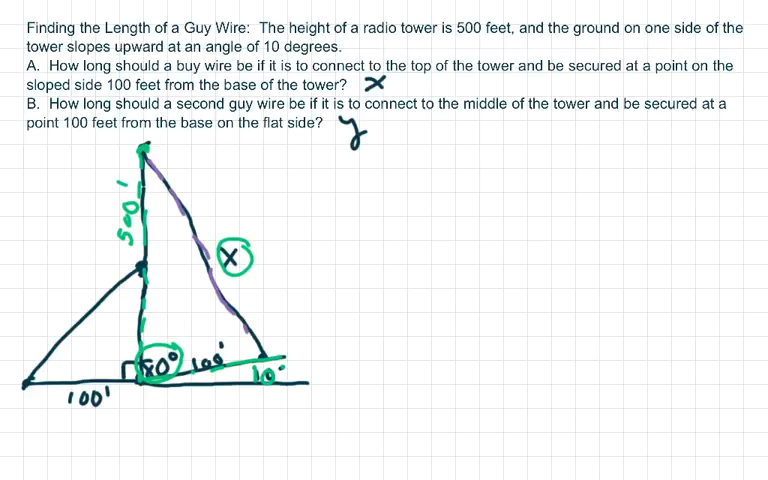 Finding the Length of a Guy Wire: The height of a radio tower is 500 feet, and the ground on one side of the
tower slopes upward at an angle of 10 degrees.
A. How long should a buy wire be if it is to connect to the top of the tower and be secured at a point on the
sloped side 100 feet from the base of the tower? x
B. How long should a second guy wire be if it is to connect to the middle of the tower and be secured at a
point 100 feet from the base on the flat side? y
500'
x
80° 100'
10°
100'